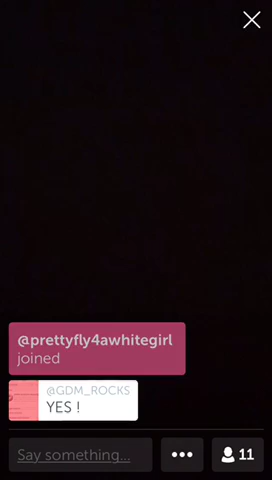 @prettyfly4awhitegirl
joined
@GDM_ROCKS
YES !
Say something...
11